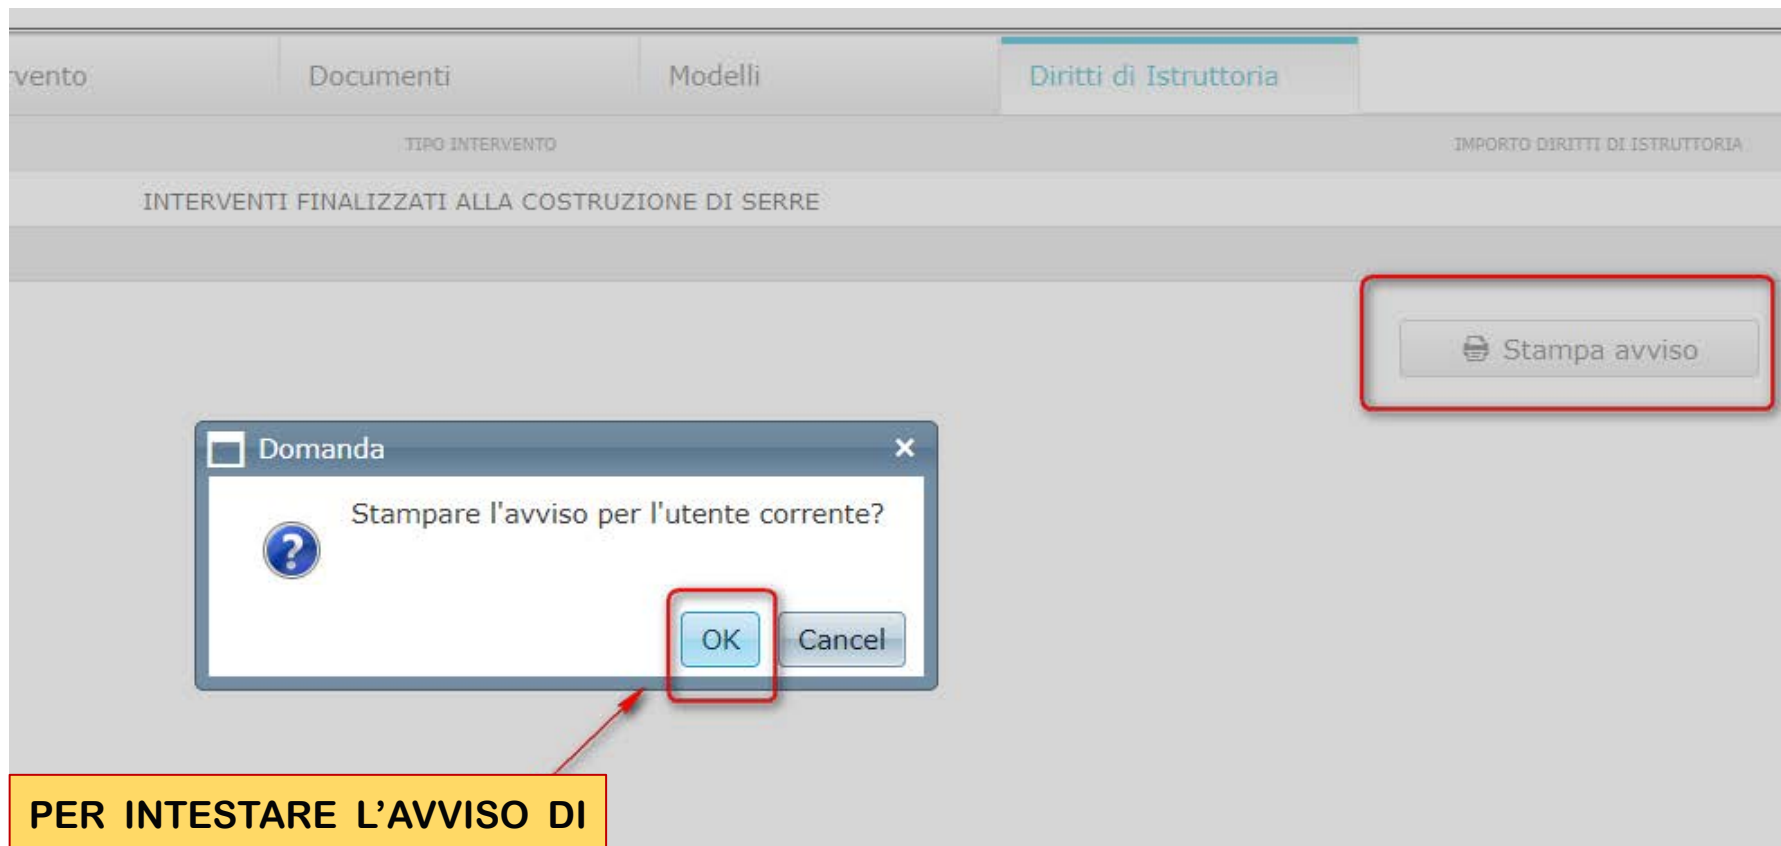 rvento Documenti Modelli Diritti di Istruttoria
TIPO INTERVENTO IMPORTO DIRITTI DI ISTRUTTORIA
INTERVENTI FINALIZZATI ALLA COSTRUZIONE DI SERRE
Stampa avviso
Domanda
Stampare l'avviso per l'utente corrente?
OK Cancel
PER INTESTARE L’AVVISO DI